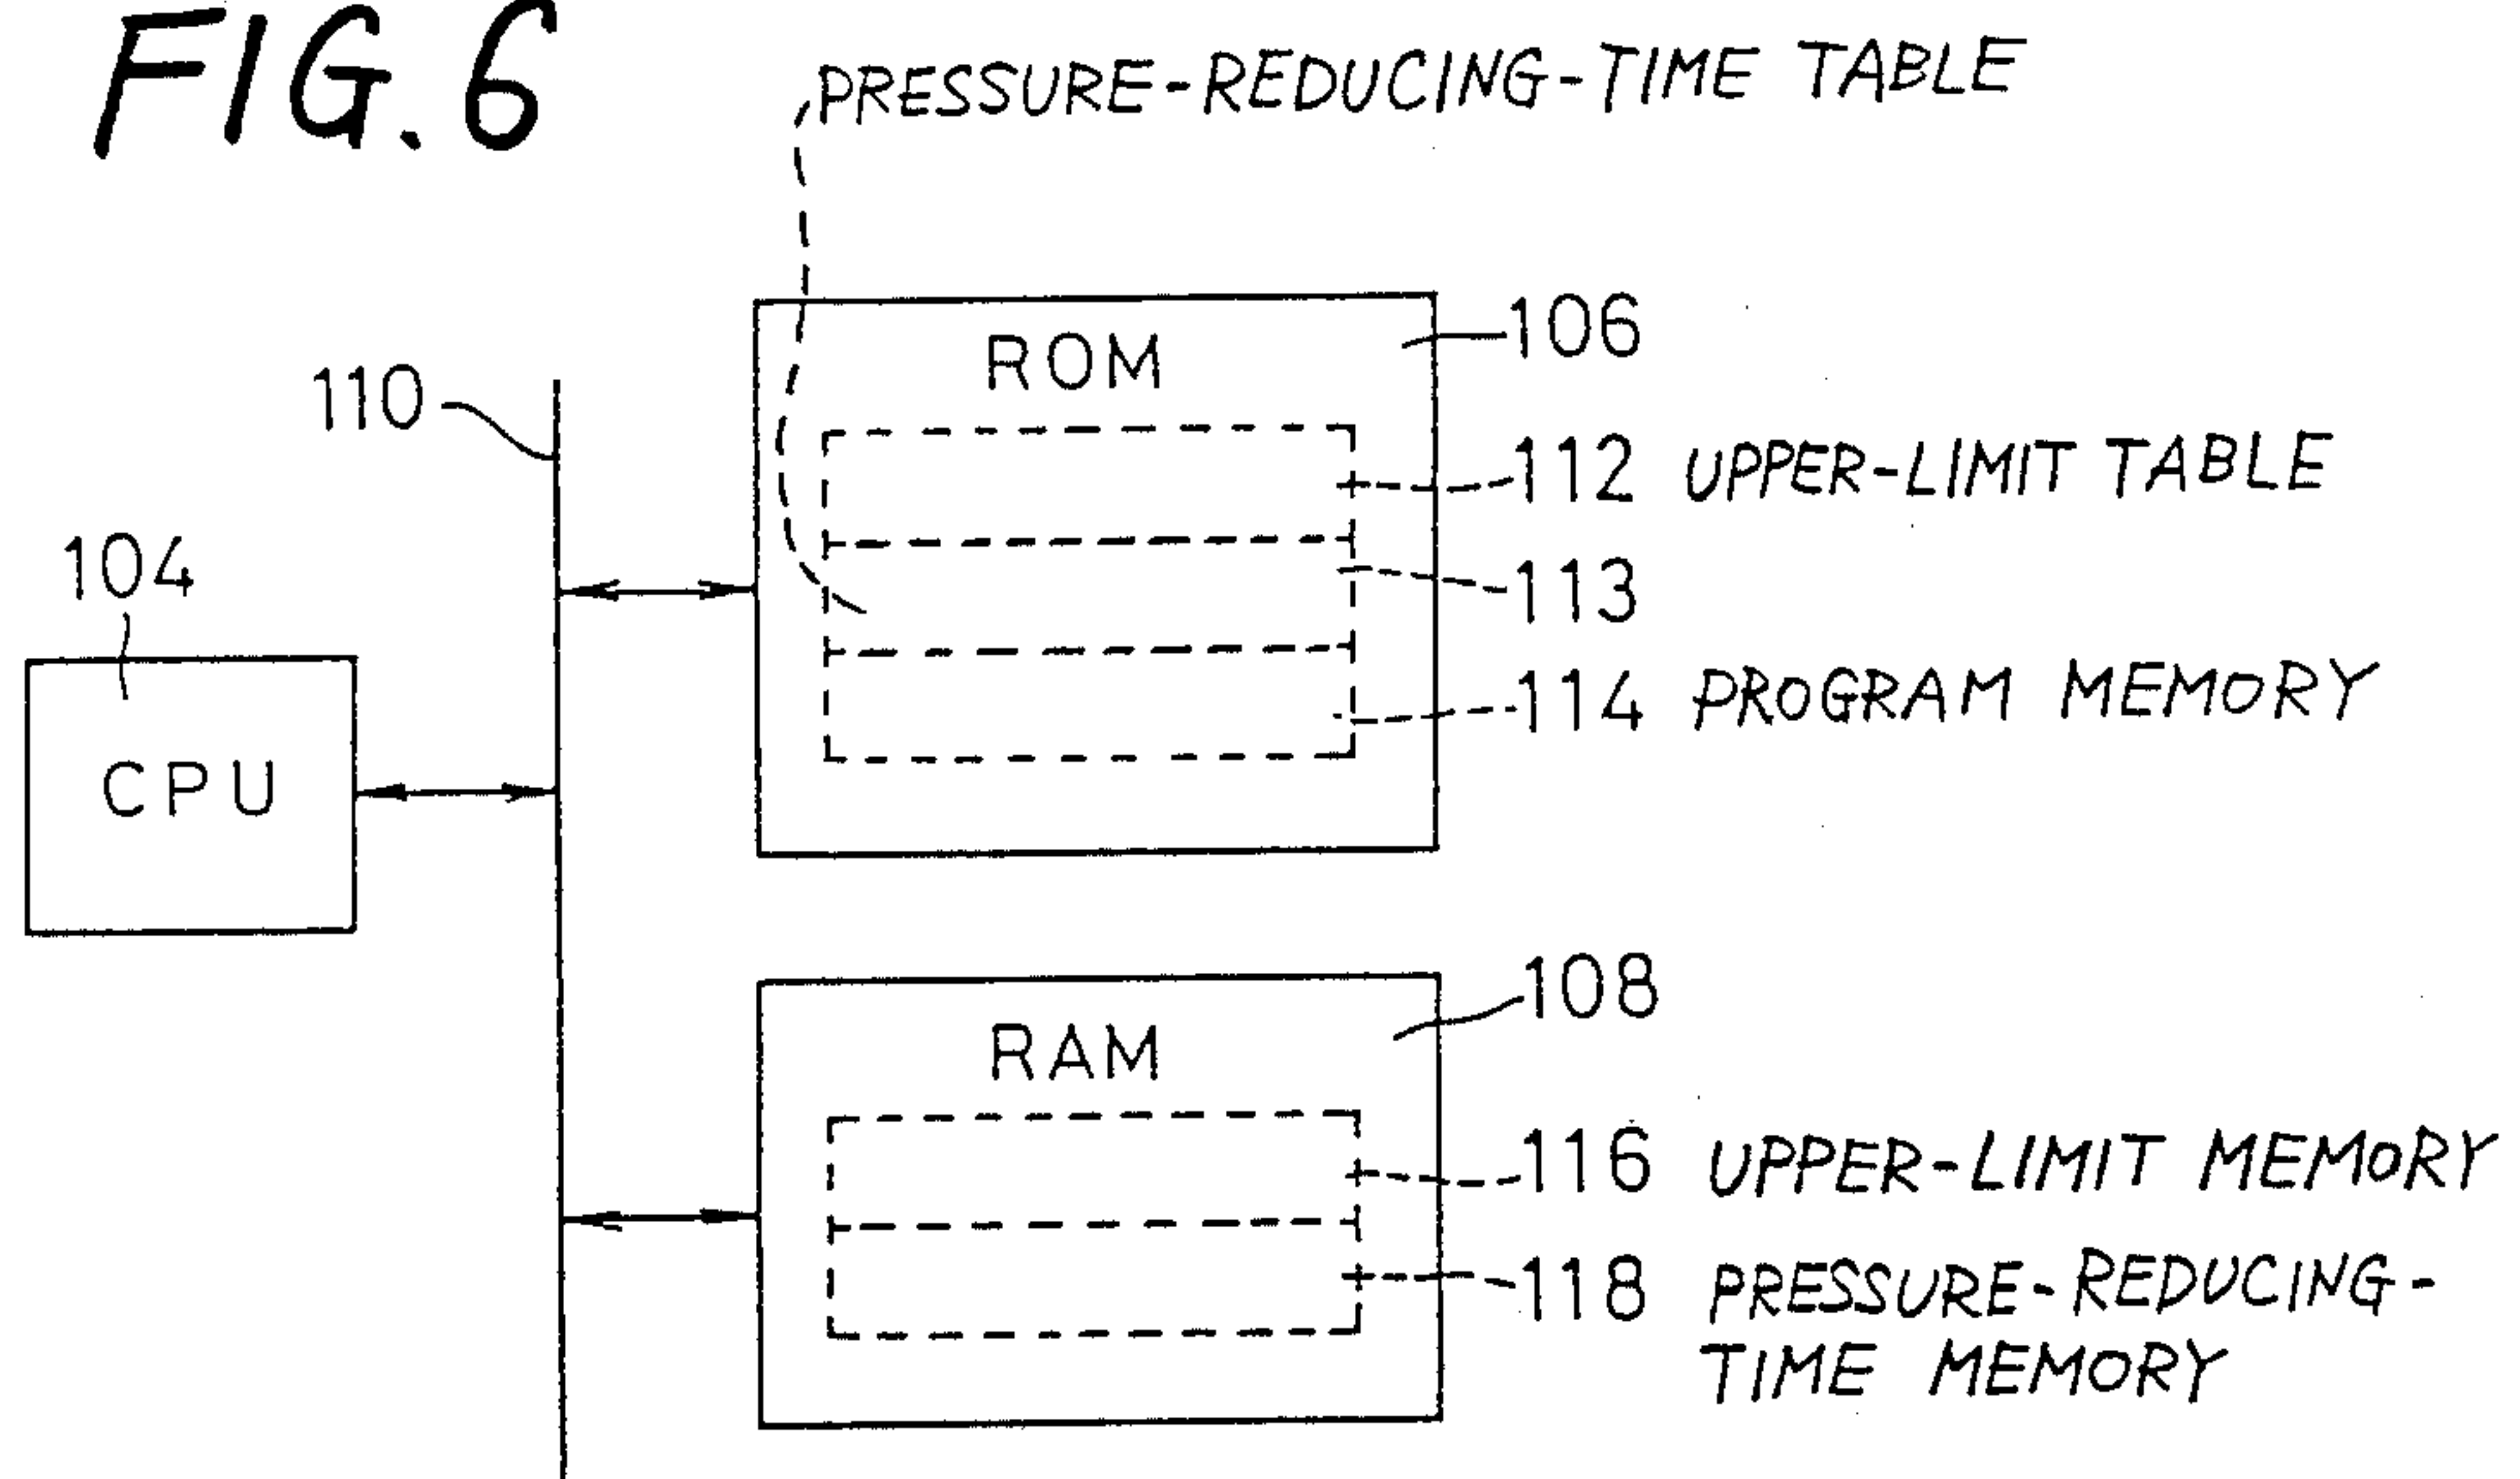 FIG. 6
PRESSURE-REDUCING-TIME TABLE
ROM
106
110
112 UPPER-LIMIT TABLE
104
113
114 PROGRAM MEMORY
CPU
108
RAM
116 UPPER-LIMIT MEMORY
118 PRESSURE-REDUCING-
TIME MEMORY